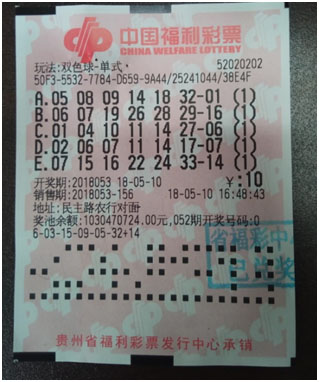 中国福利彩票
CHINA WELFARE LOTTERY
玩法:双色球-单式· 52020202
50F3-5532-7784-D659-9A44/25241044/38E4F
A.05 08 09 14 18 32-01 (1)
B.06 07 19 26 28 29-16 (1)
C.01 04 10 11 14 27-06 (1)
D.02 06 07 11 14 17-07 (1)
E.07 15 16 22 24 33-14 (1)
开奖期:2018053 18-05-10 ¥:10
销售期:2018053-156 18-05-10 16:48:43
地址:民主路农行对面
奖池余额:1030470724.00元,052期开奖号码:0
6-03-15-09-05-32+14
省福彩中
已兑奖
贵州省福利彩票发行中心承销